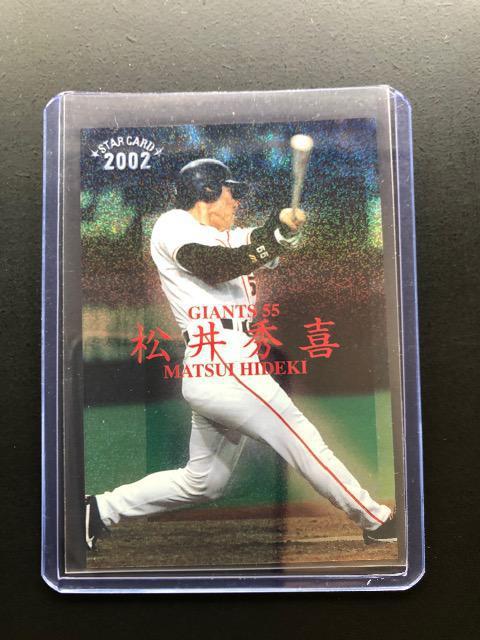 STAR CARD
2002
GIANTS 55
松井秀喜
MATSUI HIDEKI